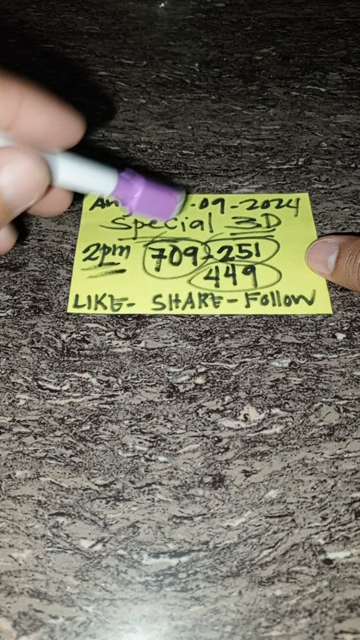 -09-2024
Special 3D
2pm 709 251
449
LIKE- SHARE- Follow